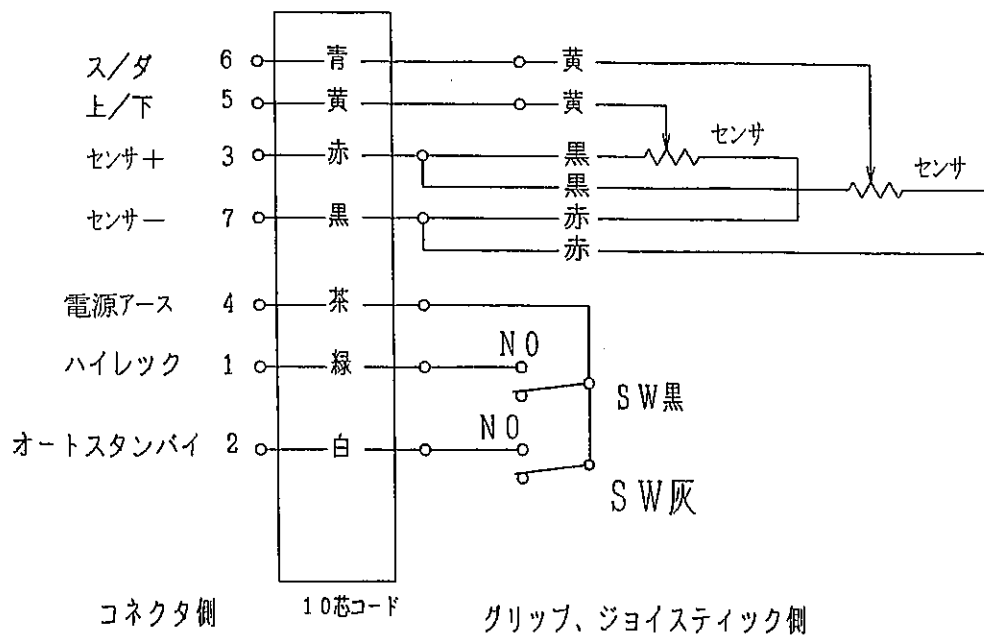 ス/ダ 6 青 黄
上/下 5 黄 黄
センサ
センサ+ 3 赤 黒
黒 センサ
センサー 7 黒 赤
赤
電源アース 4 茶
NO
ハイレック 1 緑
SW黒
NO
オートスタンバイ 2 白
SW灰
コネクタ側 10芯コード グリップ、ジョイスティック側